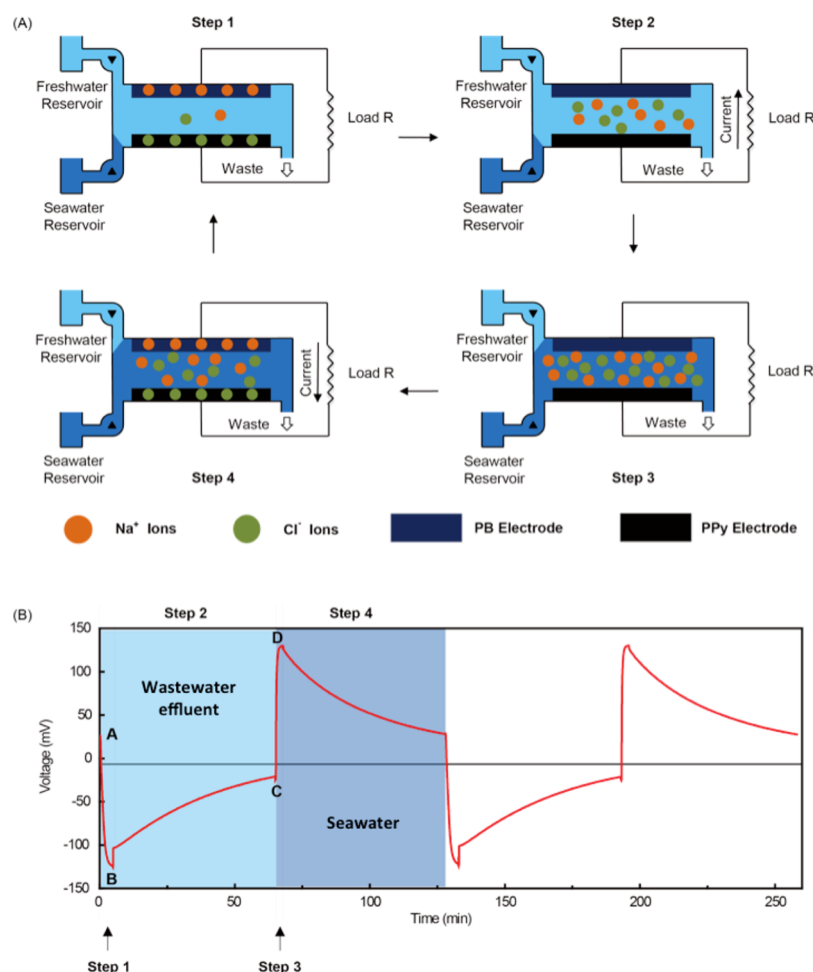 (A)
Step 1
Step 2
Freshwater
Reservoir
Load R
Waste
Seawater
Reservoir
Freshwater
Reservoir
Current
Load R
Waste
Seawater
Reservoir
Freshwater
Reservoir
Current
Load R
Waste
Seawater
Reservoir
Step 4
Freshwater
Reservoir
Load R
Waste
Seawater
Reservoir
Step 3
Na+ Ions
Cl- Ions
PB Electrode
PPy Electrode
(B)
Step 2
Step 4
150
100
50
0
-50
-100
-150
Voltage (mV)
A
B
C
D
Wastewater
effluent
Seawater
0
50
100
150
200
250
Time (min)
Step 1
Step 3